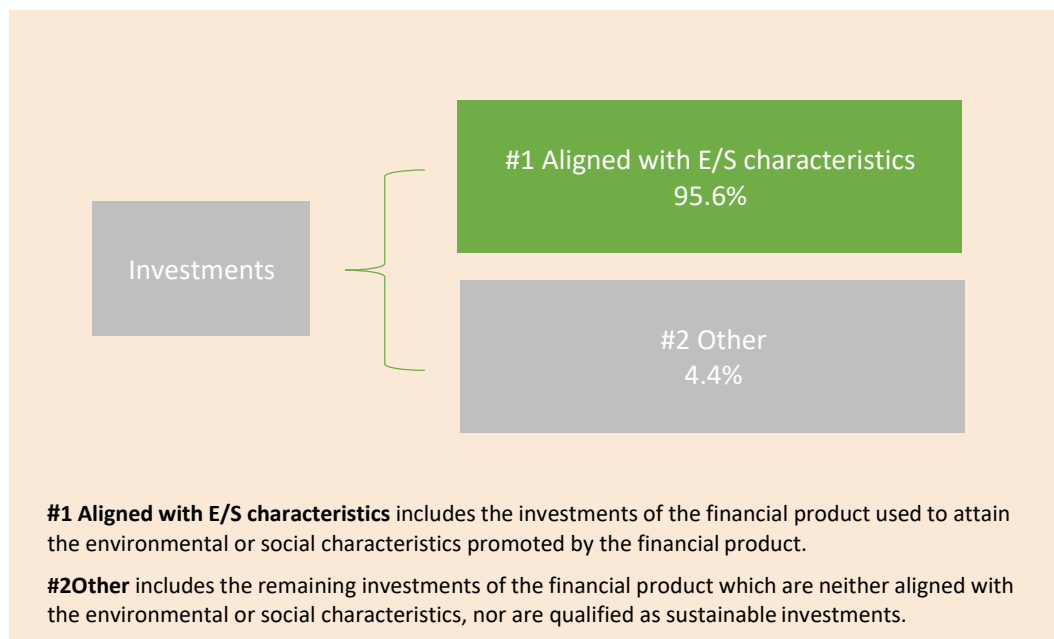 #1 Aligned with E/S characteristics
95.6%
Investments
#2 Other
4.4%
#1 Aligned with E/S characteristics includes the investments of the financial product used to attain
the environmental or social characteristics promoted by the financial product.
#2Other includes the remaining investments of the financial product which are neither aligned with
the environmental or social characteristics, nor are qualified as sustainable investments.